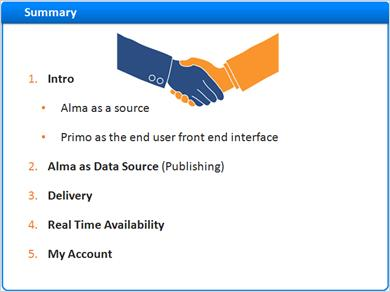 Summary
1. Intro
• Alma as a source
• Primo as the end user front end interface
2. Alma as Data Source (Publishing)
3. Delivery
4. Real Time Availability
5. My Account